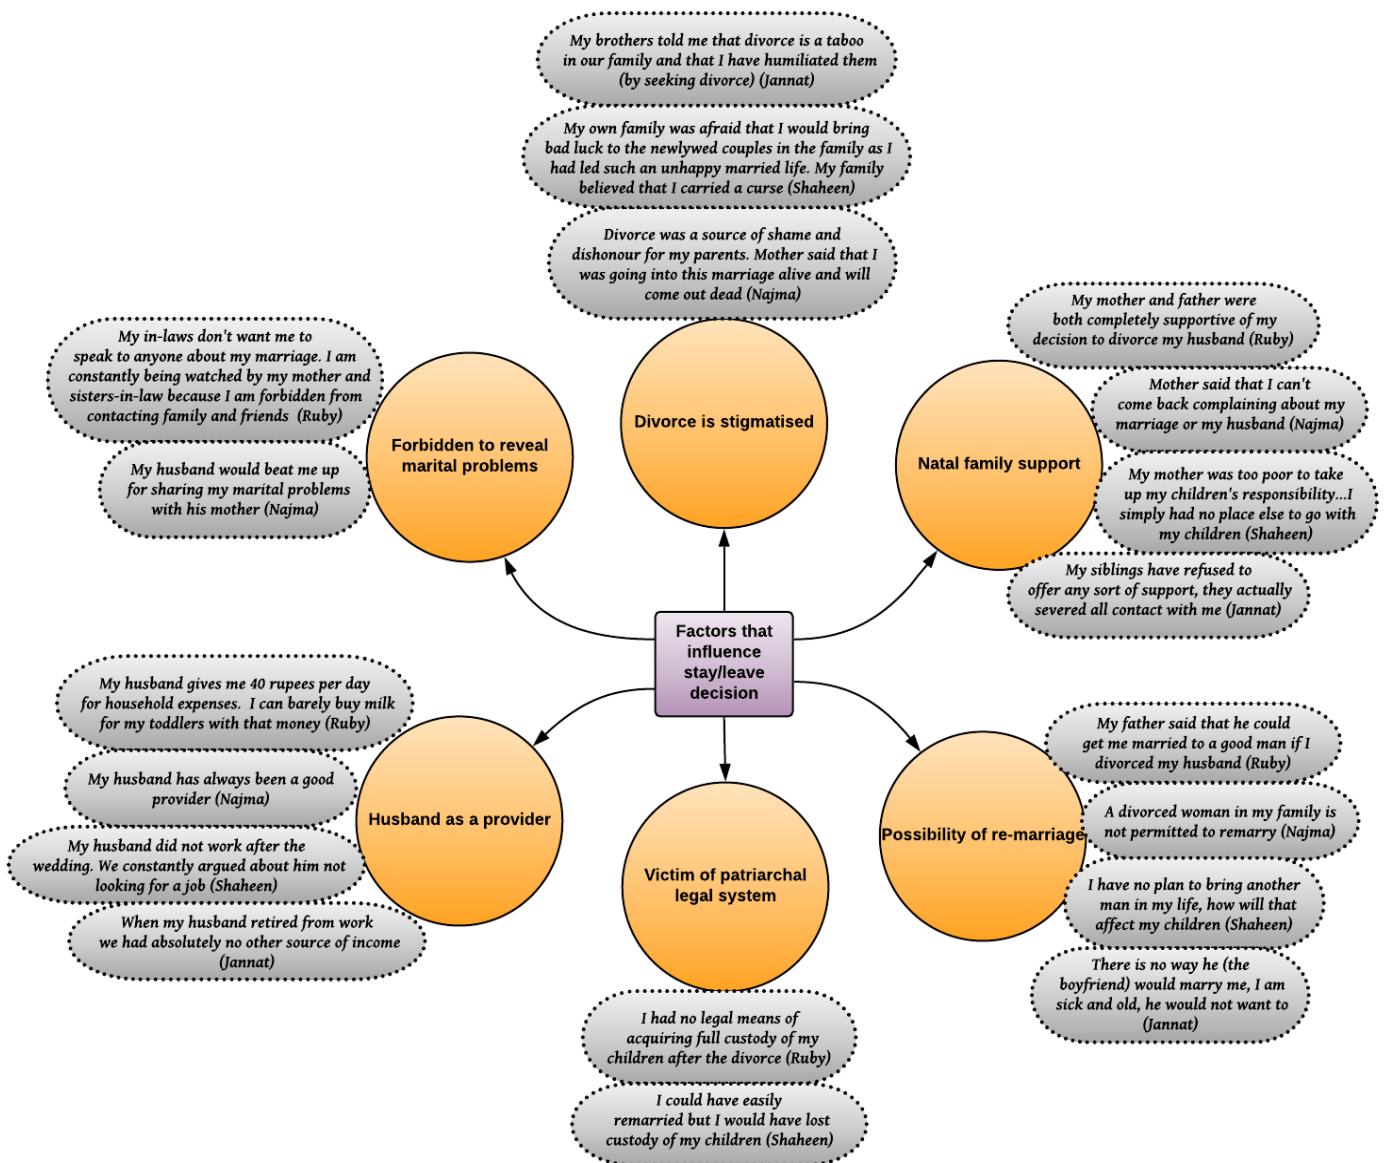 My brothers told me that divorce is a taboo
in our family and that I have humiliated them
(by seeking divorce) (Jannat)
My own family was afraid that I would bring
bad luck to the newlywed couples in the family as I
had led such an unhappy married life. My family
believed that I carried a curse (Shaheen)
Divorce was a source of shame and
dishonour for my parents. Mother said that I
was going into this marriage alive and will
come out dead (Najma)
Divorce is stigmatised
My in-laws don't want me to
speak to anyone about my marriage. I am
constantly being watched by my mother and
sisters-in-law because I am forbidden from
contacting family and friends (Ruby)
My husband would beat me up
for sharing my marital problems
with his mother (Najma)
Forbidden to reveal
marital problems
My mother and father were
both completely supportive of my
decision to divorce my husband (Ruby)
Mother said that I can't
come back complaining about my
marriage or my husband (Najma)
My mother was too poor to take
up my children's responsibility...I
simply had no place else to go with
my children (Shaheen)
My siblings have refused to
offer any sort of support, they actually
severed all contact with me (Jannat)
Natal family support
Factors that
influence
stay/leave
decision
My husband gives me 40 rupees per day
for household expenses. I can barely buy milk
for my toddlers with that money (Ruby)
My husband has always been a good
provider (Najma)
My husband did not work after the
wedding. We constantly argued about him not
looking for a job (Shaheen)
When my husband retired from work
we had absolutely no other source of income
(Jannat)
Husband as a provider
Victim of patriarchal
legal system
I had no legal means of
acquiring full custody of my
children after the divorce (Ruby)
I could have easily
remarried but I would have lost
custody of my children (Shaheen)
Possibility of re-marriage
My father said that he could
get me married to a good man if I
divorced my husband (Ruby)
A divorced woman in my family is
not permitted to remarry (Najma)
I have no plan to bring another
man in my life, how will that
affect my children (Shaheen)
There is no way he (the
boyfriend) would marry me, I am
sick and old, he would not want to
(Jannat)